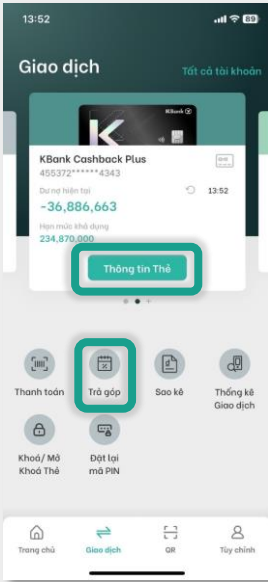 13:52
89
Giao dịch
Tất cả tài khoản
KBank
KBank Cashback Plus
455372******4343
Dư nợ hiện tại
13:52
-36,886,663
Hạn mức khả dụng
234,870,000
Thông tin Thẻ
Thanh toán
Trả góp
Sao kê
Thống kê
Giao dịch
Khoá/ Mở
Khoá Thẻ
Đặt lại
mã PIN
Trang chủ
Giao dịch
QR
Tùy chỉnh